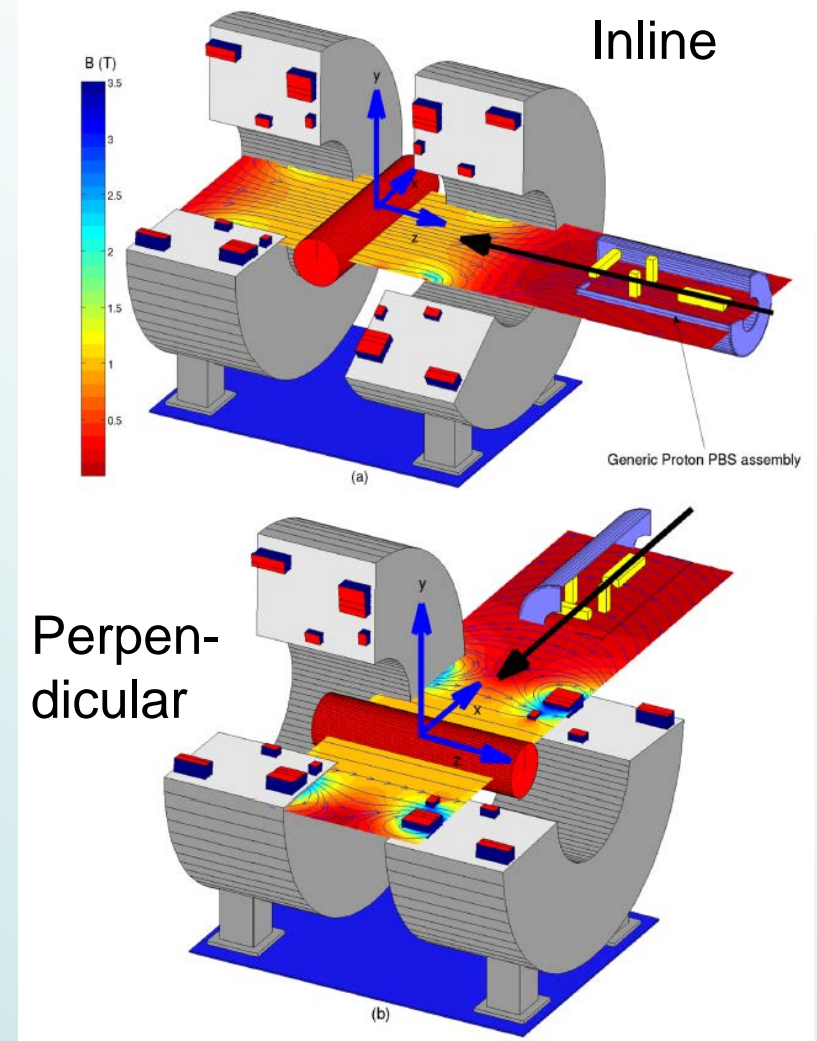 Inline
B (T)
3.5
3
2.5
2
1.5
1
0.5
y
x
z
Generic Proton PBS assembly
(a)
Perpen-
dicular
y
x
z
(b)